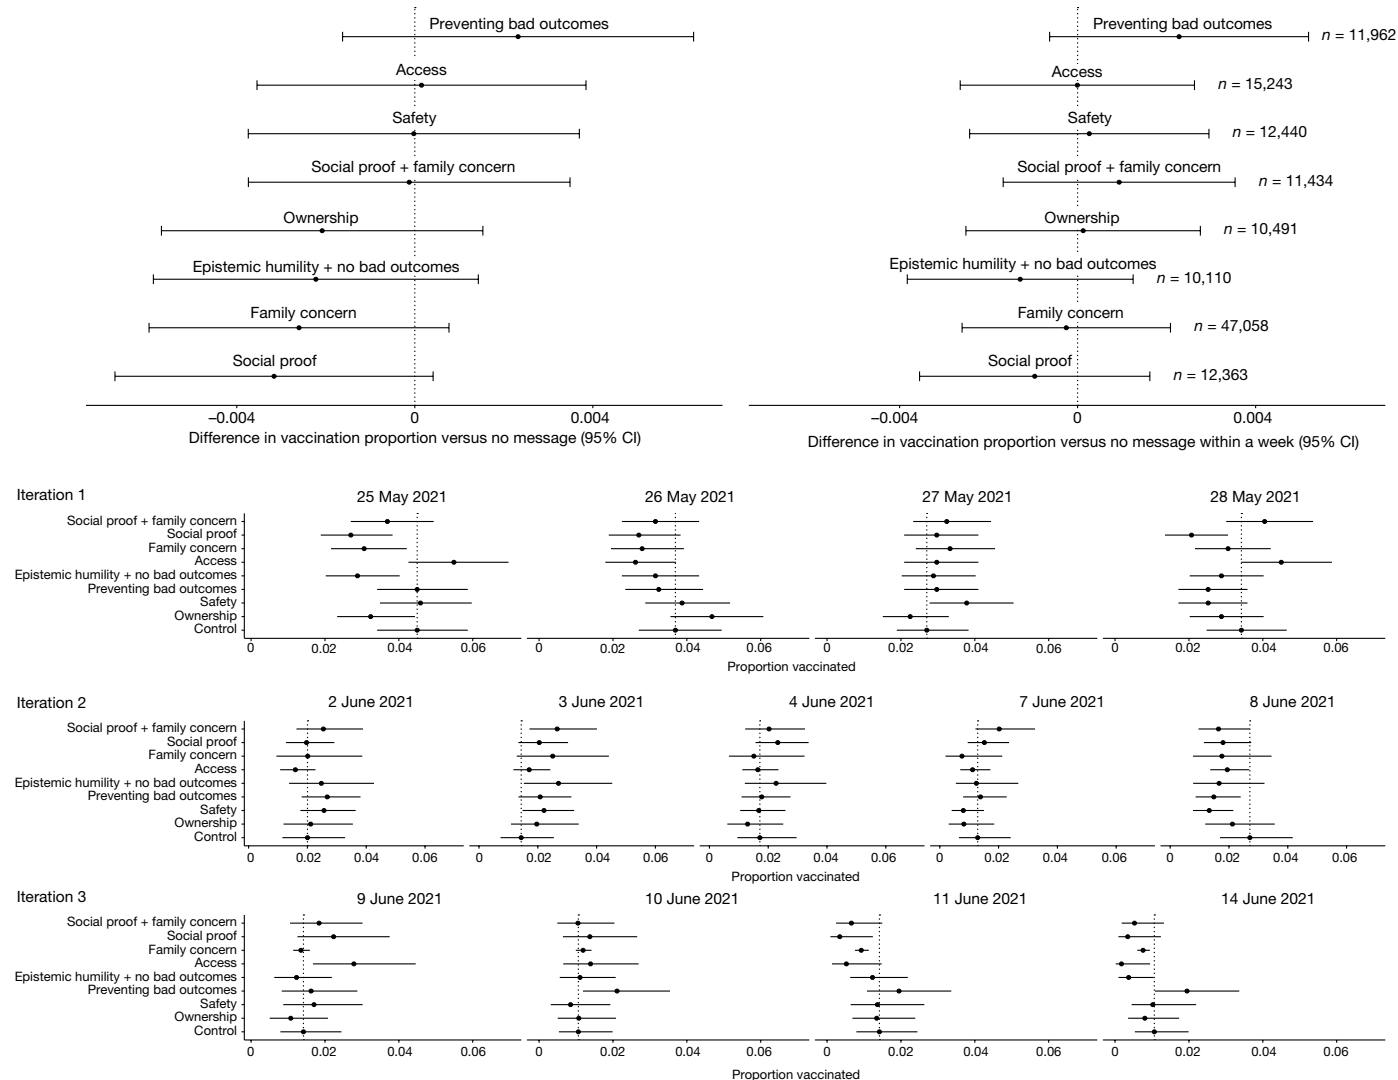 Preventing bad outcomes
Access
Safety
Social proof + family concern
Ownership
Epistemic humility + no bad outcomes
Family concern
Social proof
−0.004 0 0.004
Difference in vaccination proportion versus no message (95% CI)
Preventing bad outcomes
n = 11,962
Access
n = 15,243
Safety
n = 12,440
Social proof + family concern
n = 11,434
Ownership
n = 10,491
Epistemic humility + no bad outcomes
n = 10,110
Family concern
n = 47,058
Social proof
n = 12,363
−0.004 0 0.004
Difference in vaccination proportion versus no message within a week (95% CI)
Iteration 1
25 May 2021 26 May 2021 27 May 2021 28 May 2021
Social proof + family concern
Social proof
Family concern
Access
Epistemic humility + no bad outcomes
Preventing bad outcomes
Safety
Ownership
Control
0 0.02 0.04 0.06 0 0.02 0.04 0.06 0 0.02 0.04 0.06 0 0.02 0.04 0.06
Proportion vaccinated
Iteration 2
2 June 2021 3 June 2021 4 June 2021 7 June 2021 8 June 2021
Social proof + family concern
Social proof
Family concern
Access
Epistemic humility + no bad outcomes
Preventing bad outcomes
Safety
Ownership
Control
0 0.02 0.04 0.06 0 0.02 0.04 0.06 0 0.02 0.04 0.06 0 0.02 0.04 0.06 0 0.02 0.04 0.06
Proportion vaccinated
Iteration 3
9 June 2021 10 June 2021 11 June 2021 14 June 2021
Social proof + family concern
Social proof
Family concern
Access
Epistemic humility + no bad outcomes
Preventing bad outcomes
Safety
Ownership
Control
0 0.02 0.04 0.06 0 0.02 0.04 0.06 0 0.02 0.04 0.06 0 0.02 0.04 0.06
Proportion vaccinated